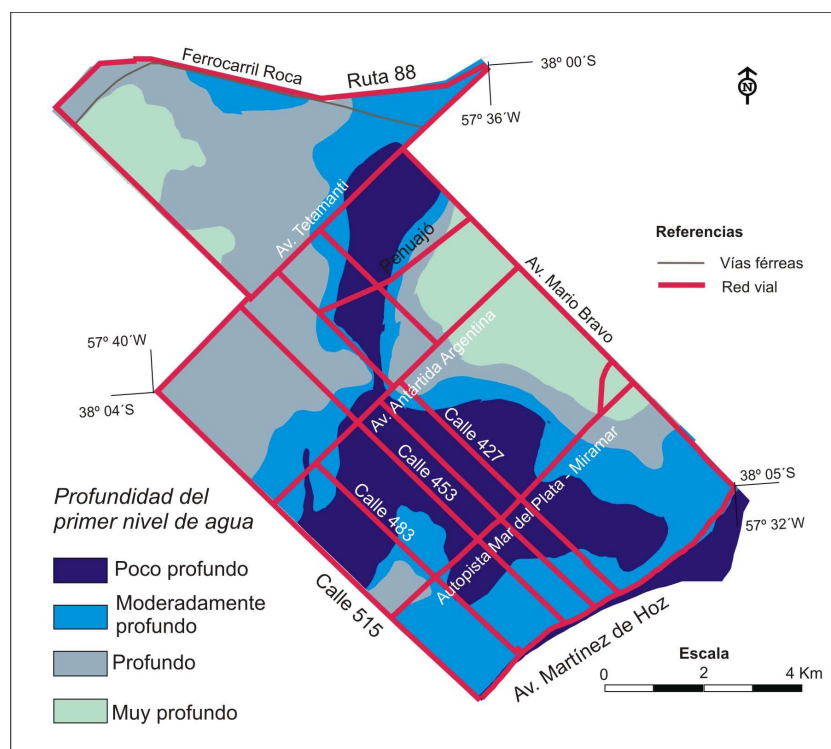 Ferrocarril Roca
Ruta 88
38º 00´S
57º 36´W
N
Av. Tetamanti
Pehuajó
Av. Mario Bravo
Referencias
Vías férreas
Red vial
57º 40´W
38º 04´S
Av. Antártida Argentina
Calle 427
Calle 453
Calle 483
Autopista Mar del Plata - Miramar
38º 05´S
57º 32´W
Calle 515
Av. Martínez de Hoz
Profundidad del
primer nivel de agua
Poco profundo
Moderadamente
profundo
Profundo
Muy profundo
Escala
0 2 4 Km